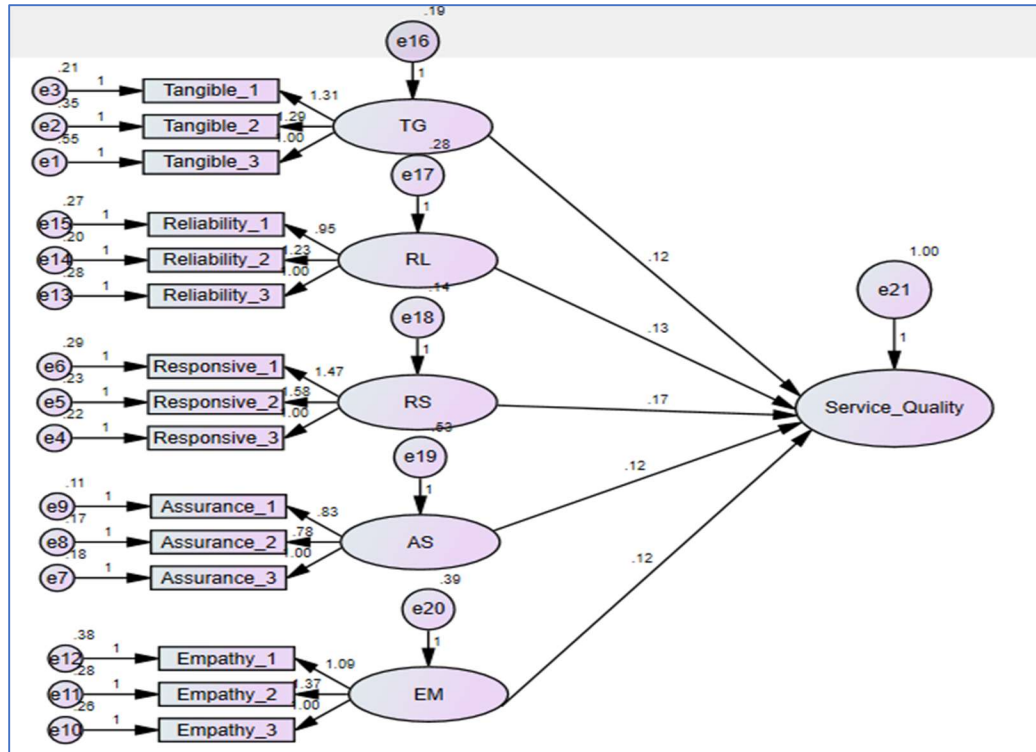 .19
e16
1
.21
e3
1
Tangible_1
1.31
.35
e2
1
Tangible_2
1.29
TG
.55
e1
1
Tangible_3
1.00
.28
e17
1
.27
e15
1
Reliability_1
.95
.20
e14
1
Reliability_2
1.23
RL
.28
e13
1
Reliability_3
1.00
.14
e18
1
.29
e6
1
Responsive_1
1.47
.23
e5
1
Responsive_2
1.58
RS
.22
e4
1
Responsive_3
1.00
.53
e19
1
.11
e9
1
Assurance_1
.83
.17
e8
1
Assurance_2
.78
AS
.18
e7
1
Assurance_3
1.00
.39
e20
1
.38
e12
1
Empathy_1
1.09
.28
e11
1
Empathy_2
1.37
EM
.26
e10
1
Empathy_3
1.00
.12
.13
.17
.12
.12
1.00
e21
1
Service_Quality